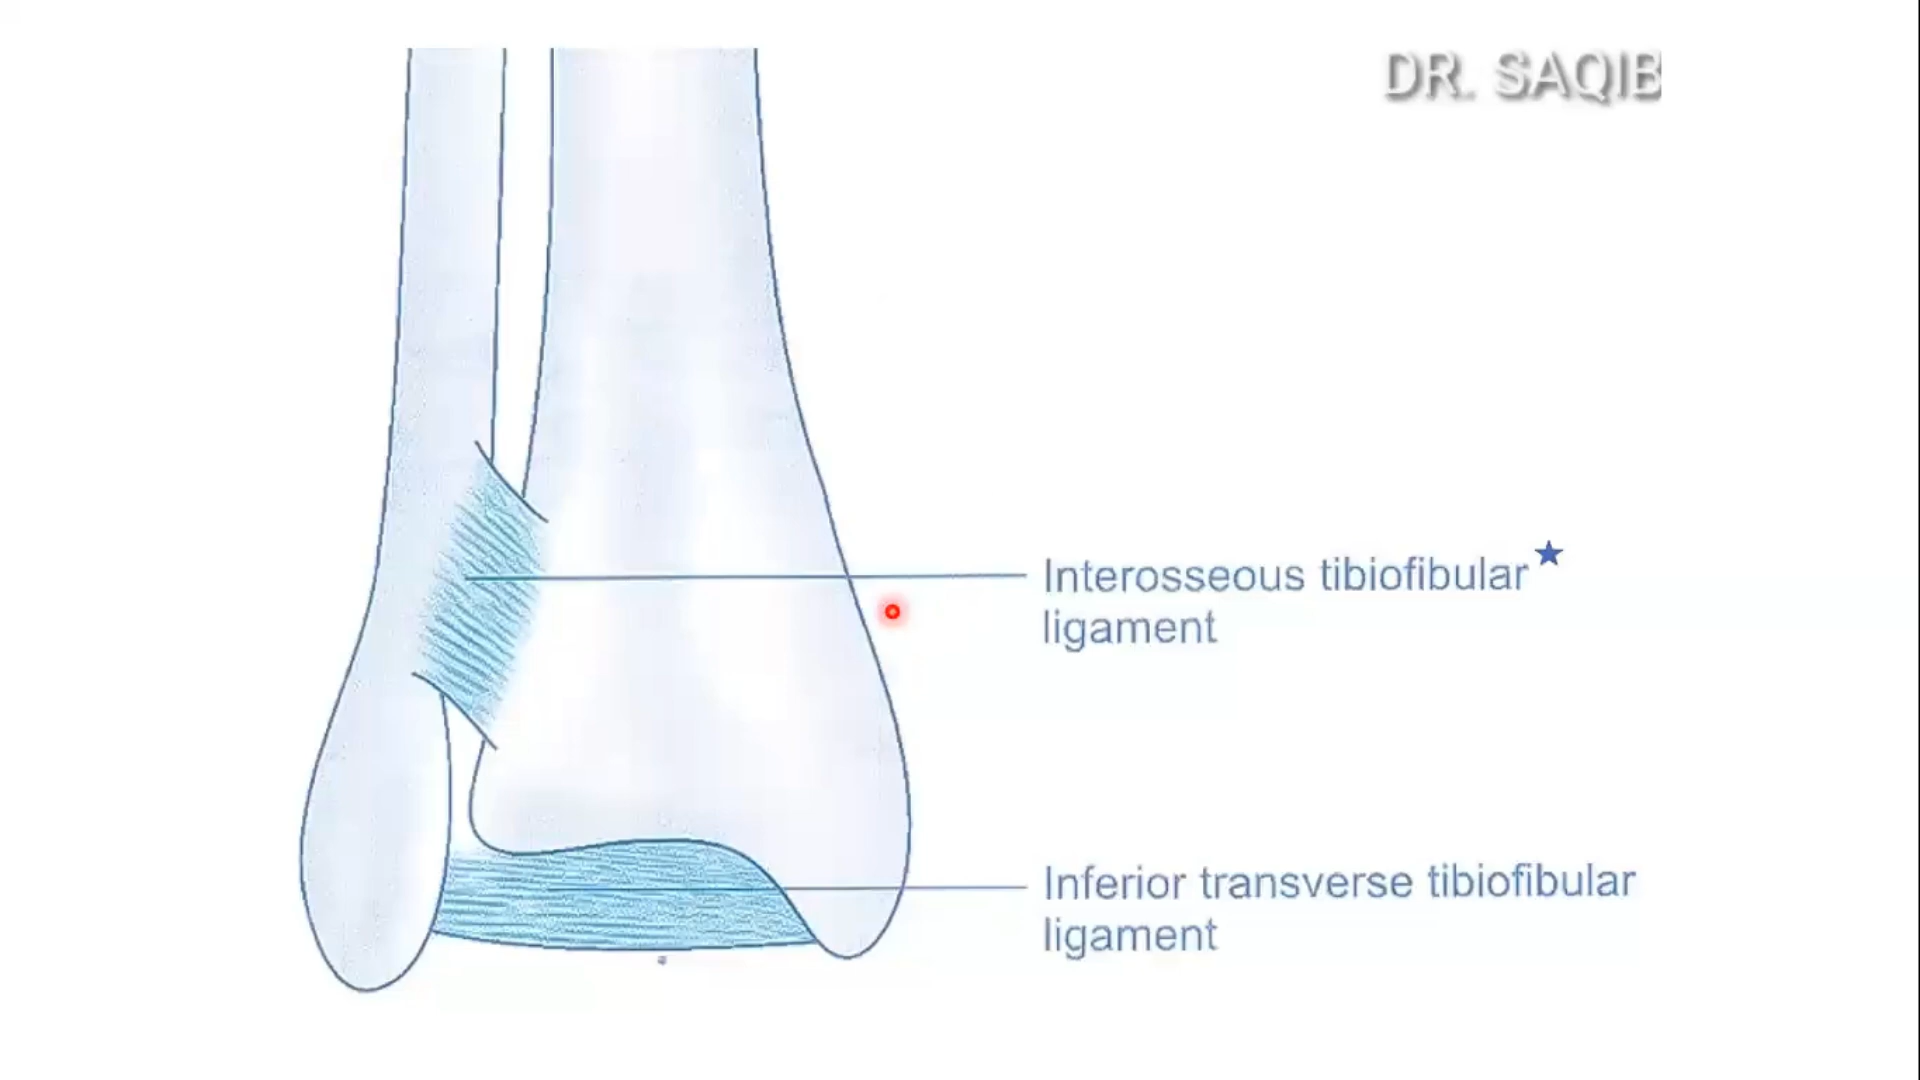 DR. SAQIB
Interosseous tibiofibular
ligament
Inferior transverse tibiofibular
ligament